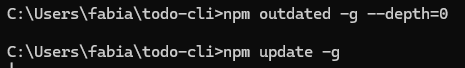 C:\Users\fabia\todo-cli>npm outdated -g --depth=0
C:\Users\fabia\todo-cli>npm update -g